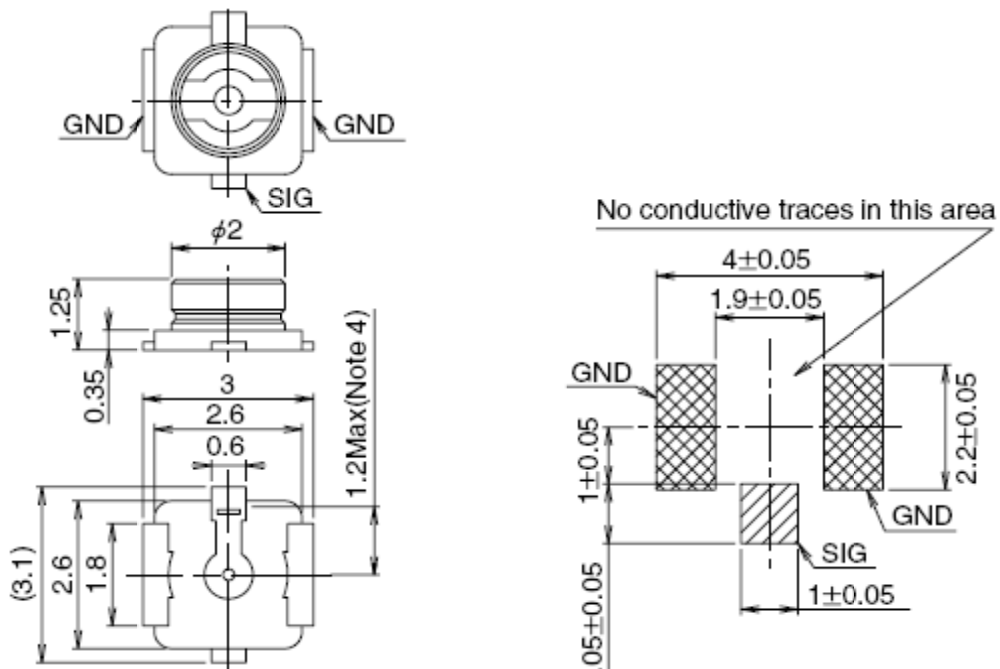 GND
GND
SIG
φ2
1.25
0.35
3
2.6
0.6
1.2Max(Note 4)
(3.1)
2.6
1.8
No conductive traces in this area
4±0.05
1.9±0.05
GND
1±0.05
2.2±0.05
GND
SIG
1±0.05